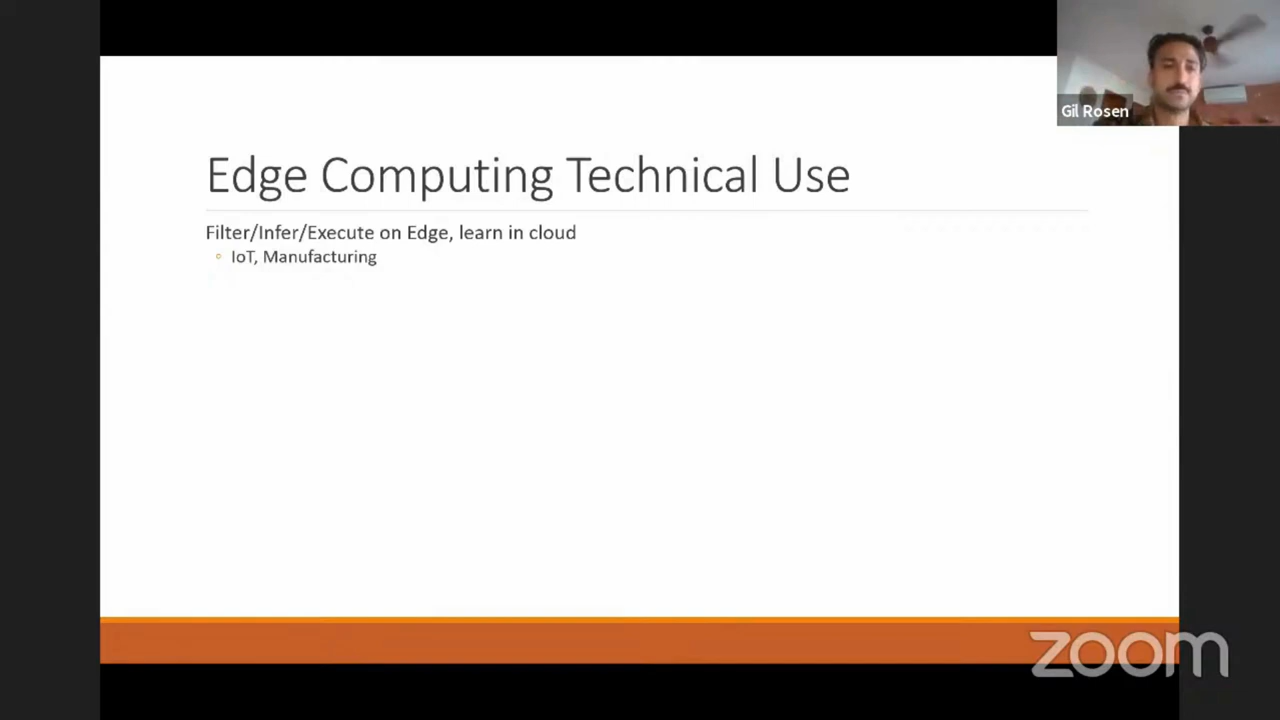 Gil Rosen
Edge Computing Technical Use
Filter/Infer/Execute on Edge, learn in cloud
IoT, Manufacturing
zoom